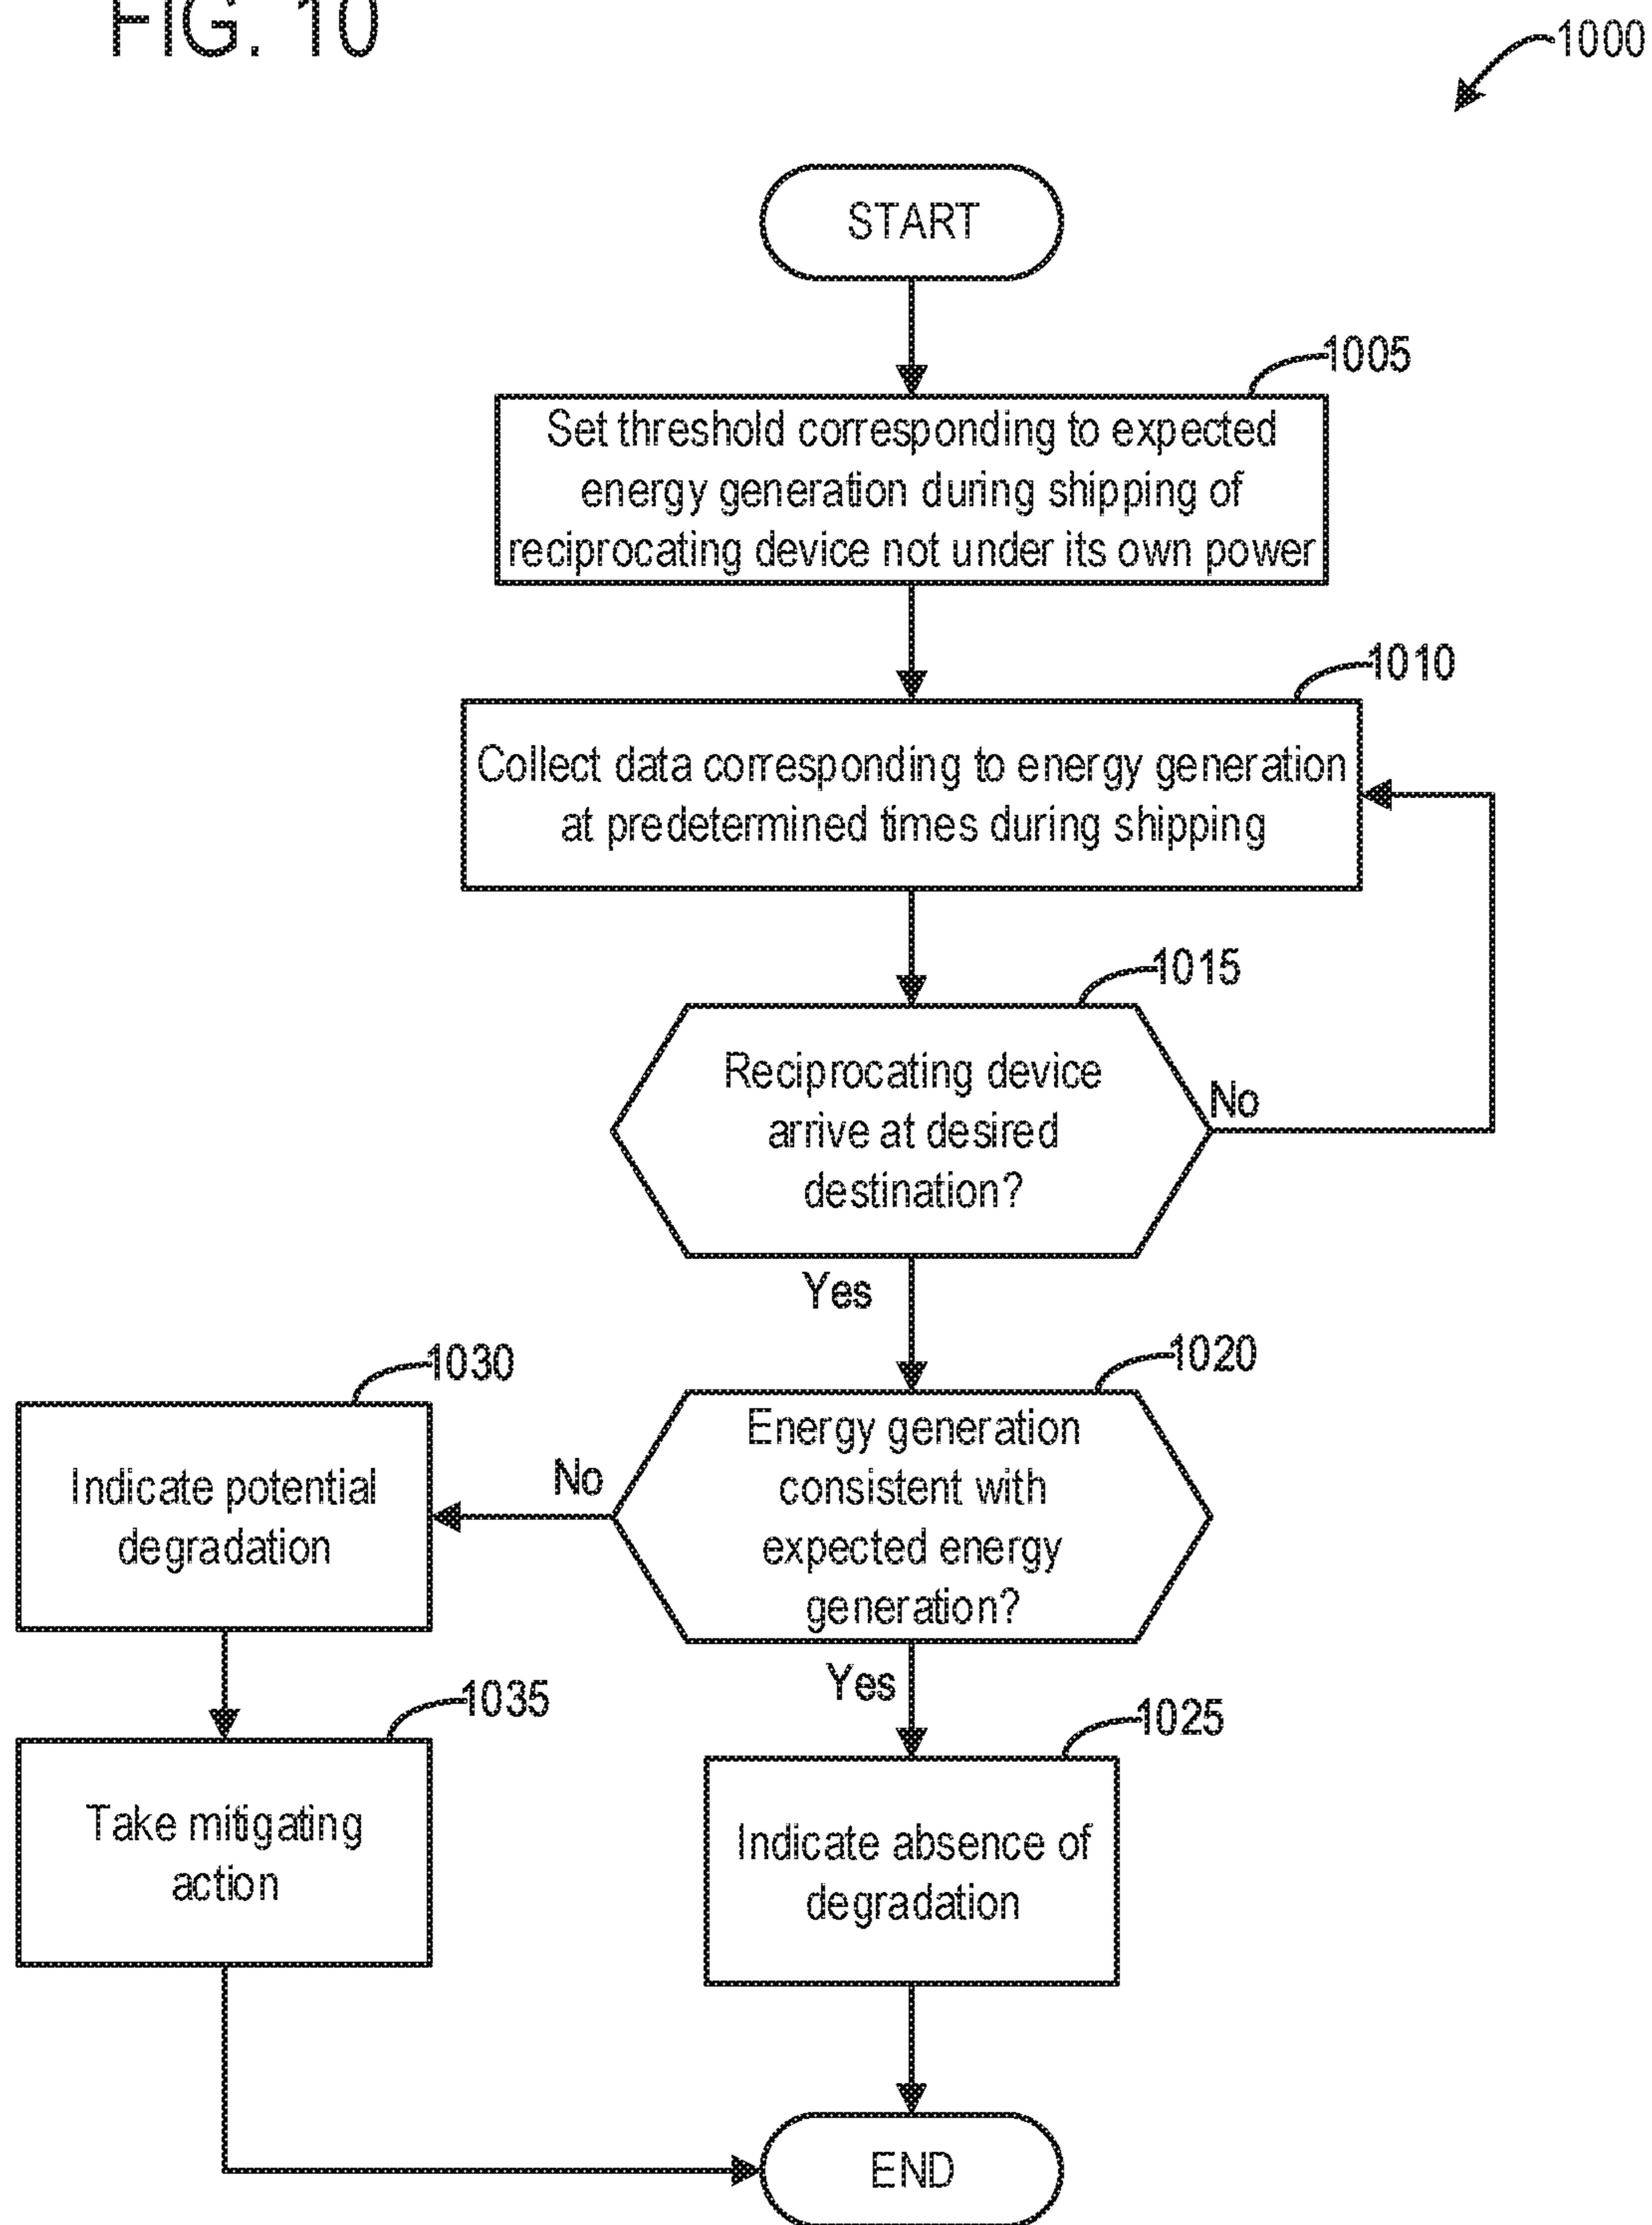 FIG. 10
1000
START
1005
Set threshold corresponding to expected
energy generation during shipping of
reciprocating device not under its own power
1010
Collect data corresponding to energy generation
at predetermined times during shipping
1015
Reciprocating device
arrive at desired
destination?
No
Yes
1020
Energy generation
consistent with
expected energy
generation?
No
1030
Indicate potential
degradation
Yes
1035
Take mitigating
action
1025
Indicate absence of
degradation
END